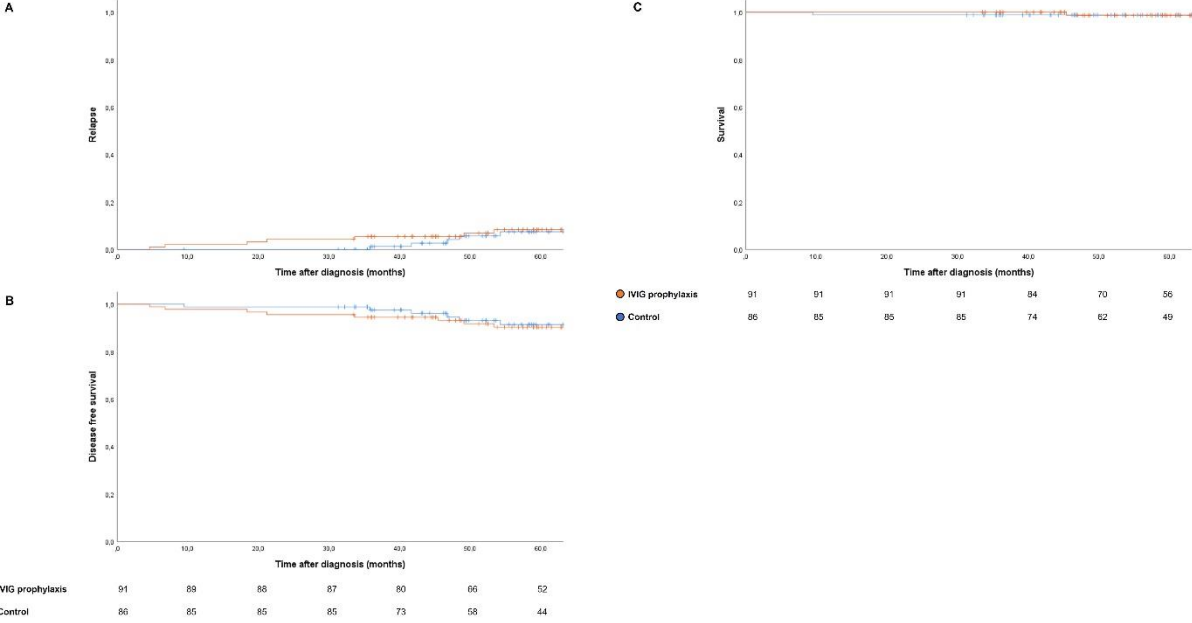 A
1,0
0,8
0,6
0,4
0,2
0,0
Relapse
,0 10,0 20,0 30,0 40,0 50,0 60,0
Time after diagnosis (months)
B
1,0
0,8
0,6
0,4
0,2
0,0
Disease free survival
,0 10,0 20,0 30,0 40,0 50,0 60,0
Time after diagnosis (months)
IVIG prophylaxis 91 89 88 87 80 66 52
Control 86 85 85 85 73 58 44
C
1,0
0,8
0,6
0,4
0,2
0,0
Survival
,0 10,0 20,0 30,0 40,0 50,0 60,0
Time after diagnosis (months)
IVIG prophylaxis 91 91 91 91 84 70 56
Control 86 85 85 85 74 62 49